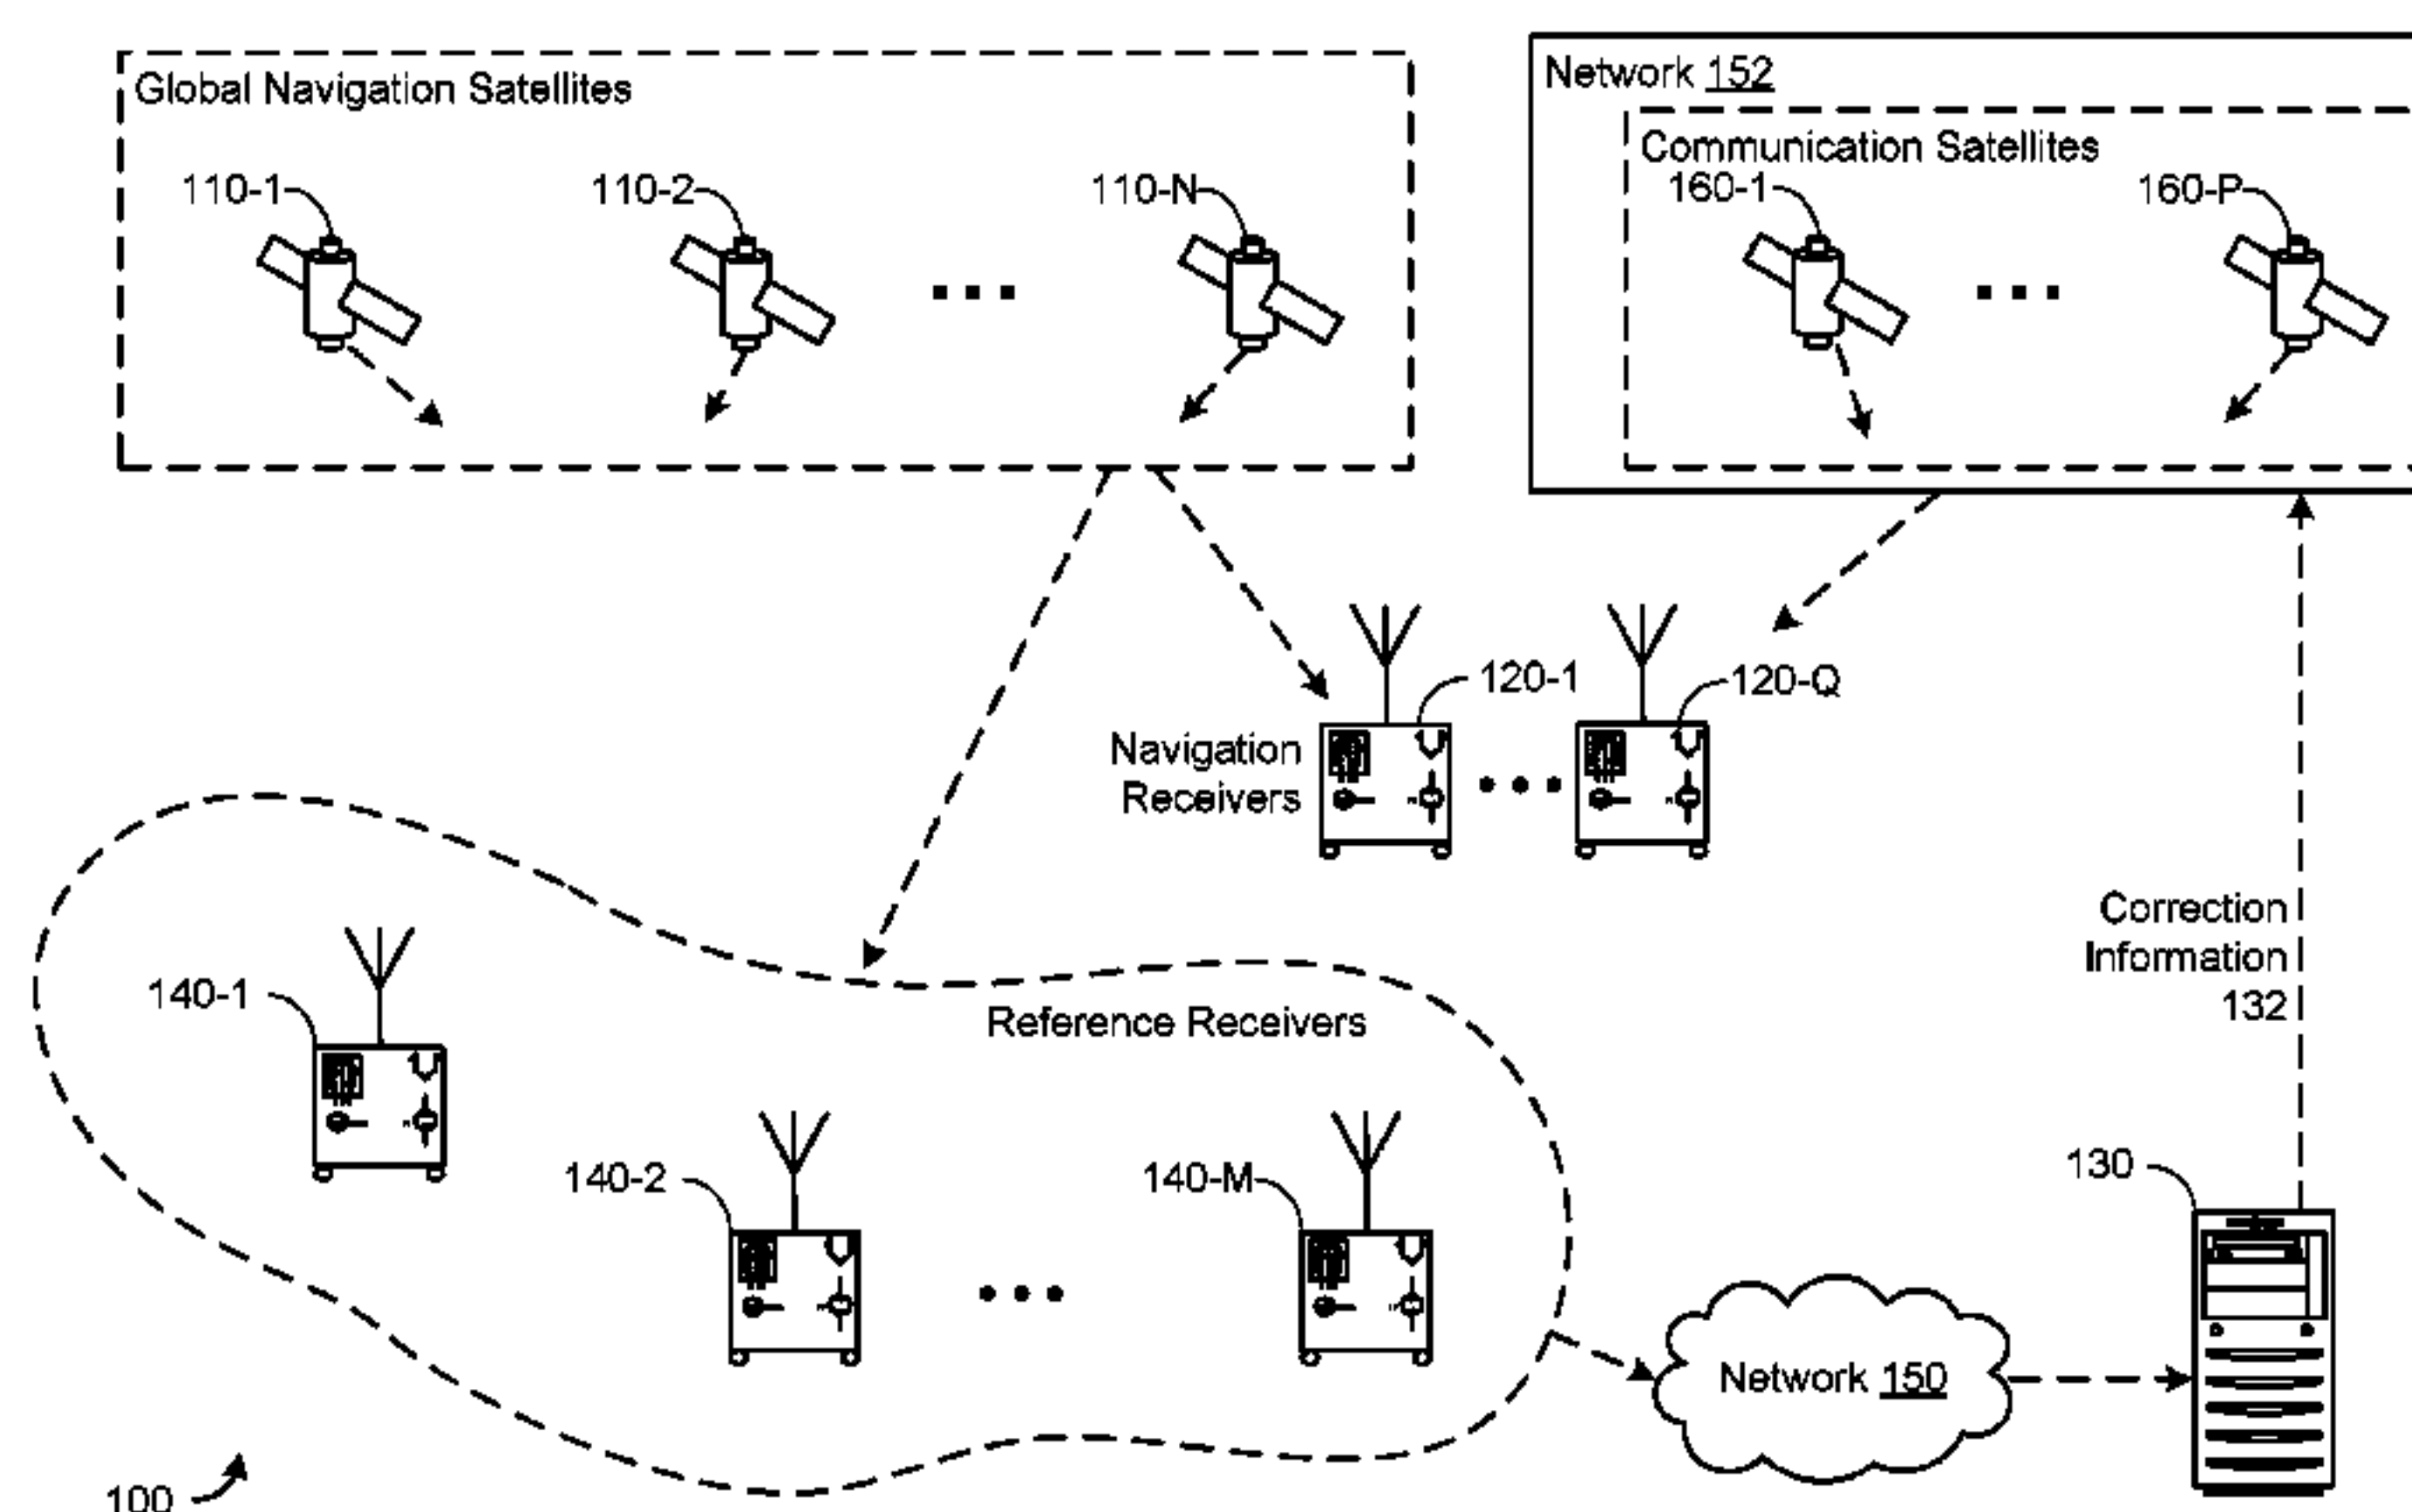 Global Navigation Satellites
110-1
110-2
110-N
Network 152
Communication Satellites
160-1
160-P
120-1
120-Q
Navigation
Receivers
Correction
Information
132
140-1
Reference Receivers
140-2
140-M
130
Network 150
100